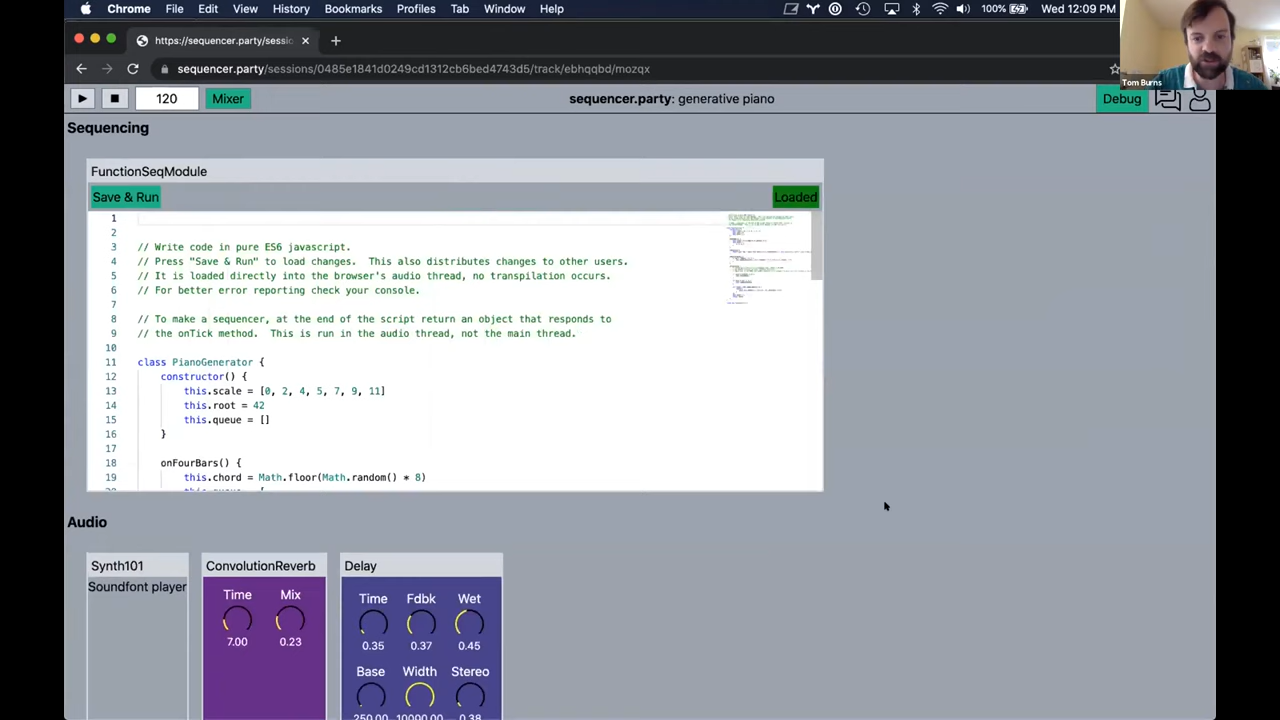 Chrome File Edit View History Bookmarks Profiles Tab Window Help 100% Wed 12:09 PM
Tom Burns
https://sequencer.party/sessi
120 Mixer sequencer.party: generative piano Debug
Sequencing
FunctionSeqModule
Save & Run Loaded
1
2
3 // Write code in pure ES6 javascript.
4 // Press "Save & Run" to load changes. This also distributes changes to other users.
5 // It is loaded directly into the browser's audio thread, no transpilation occurs.
6 // For better error reporting check your console.
7
8 // To make a sequencer, at the end of the script return an object that responds to
9 // the onTick method. This is run in the audio thread, not the main thread.
10
11 class PianoGenerator {
12 constructor() {
13 this.scale = [0, 2, 4, 5, 7, 9, 11]
14 this.root = 42
15 this.queue = []
16 }
17
18 onFourBars() {
19 this.chord = Math.floor(Math.random() * 8)
Audio
Synth101 ConvolutionReverb Delay
Soundfont player
Time Mix Time Fdbk Wet
7.00 0.23 0.35 0.37 0.45
Base Width Stereo
250.00 10090.00 0.38